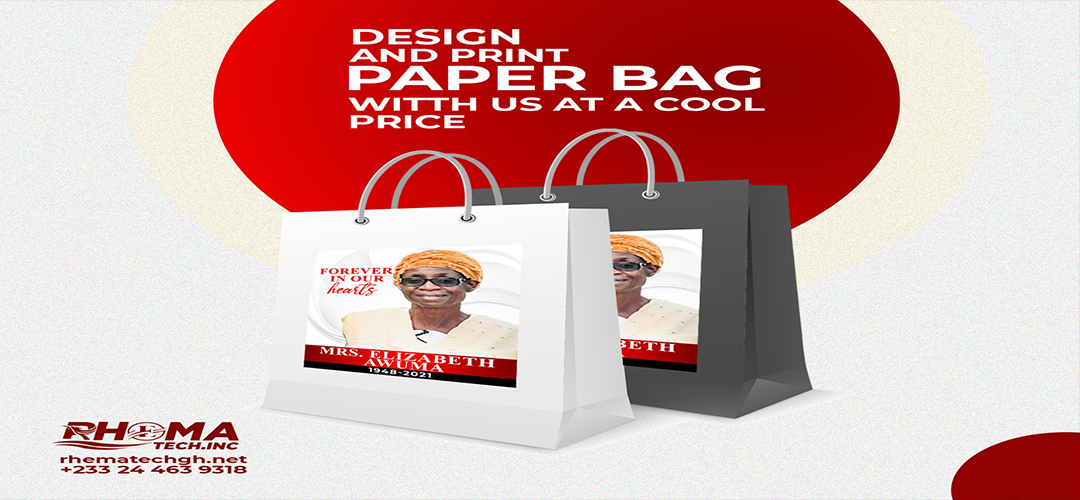 DESIGN
AND PRINT
PAPER BAG
WITTH US AT A COOL
PRICE
FOREVER
IN OUR
hearts
MRS. ELIZABETH
AWUMA
1948-2021
BETH
RHOMA
TECH.INC
rhematechgh.net
+233 24 463 9318